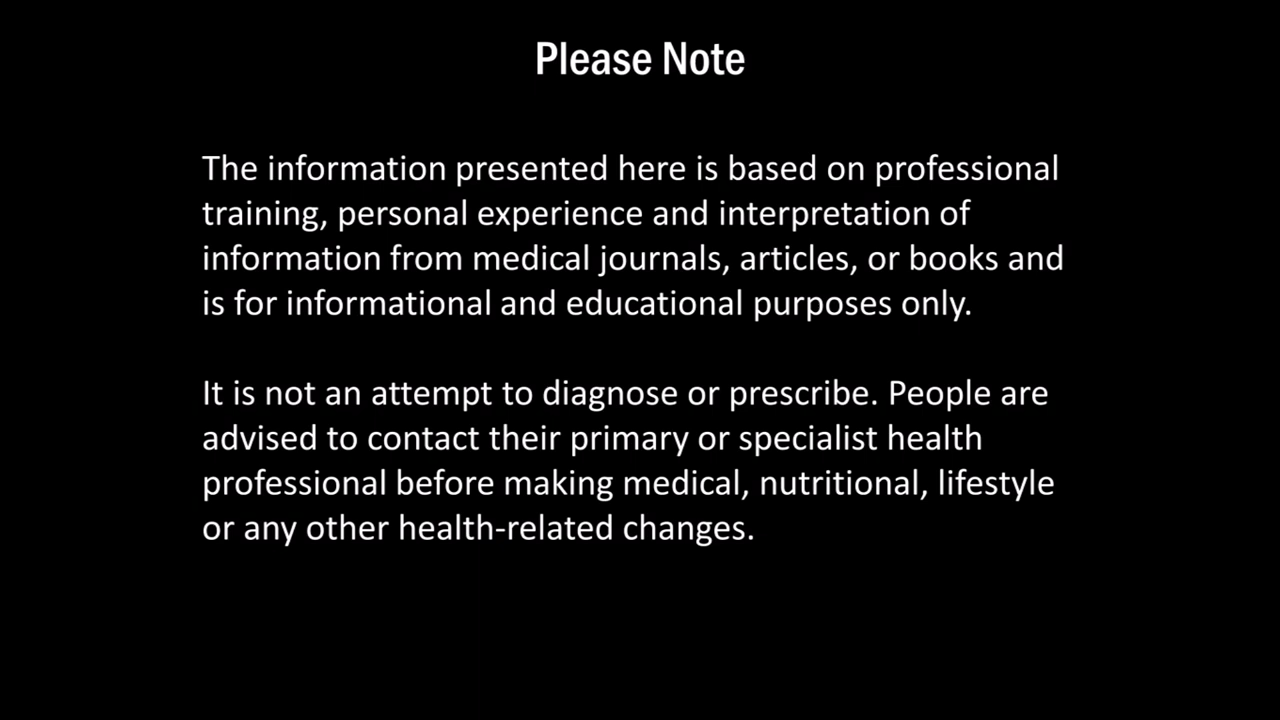 Please Note
The information presented here is based on professional
training, personal experience and interpretation of
information from medical journals, articles, or books and
is for informational and educational purposes only.
It is not an attempt to diagnose or prescribe. People are
advised to contact their primary or specialist health
professional before making medical, nutritional, lifestyle
or any other health-related changes.